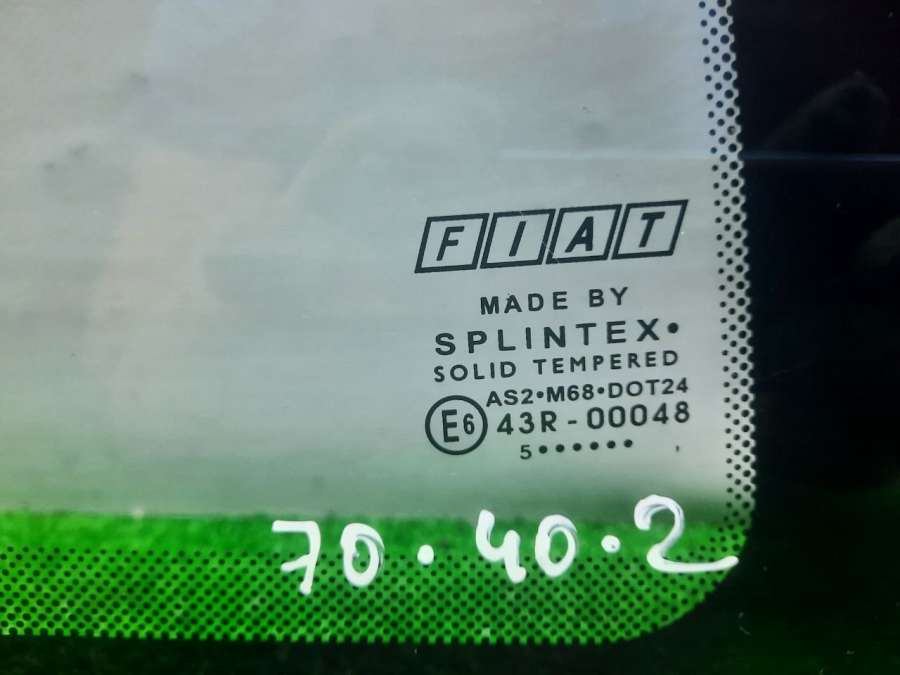 FIAT
MADE BY
SPLINTEX•
SOLID TEMPERED
AS2•M68•DOT24
E6 43R-00048
5••••••
70.40.2